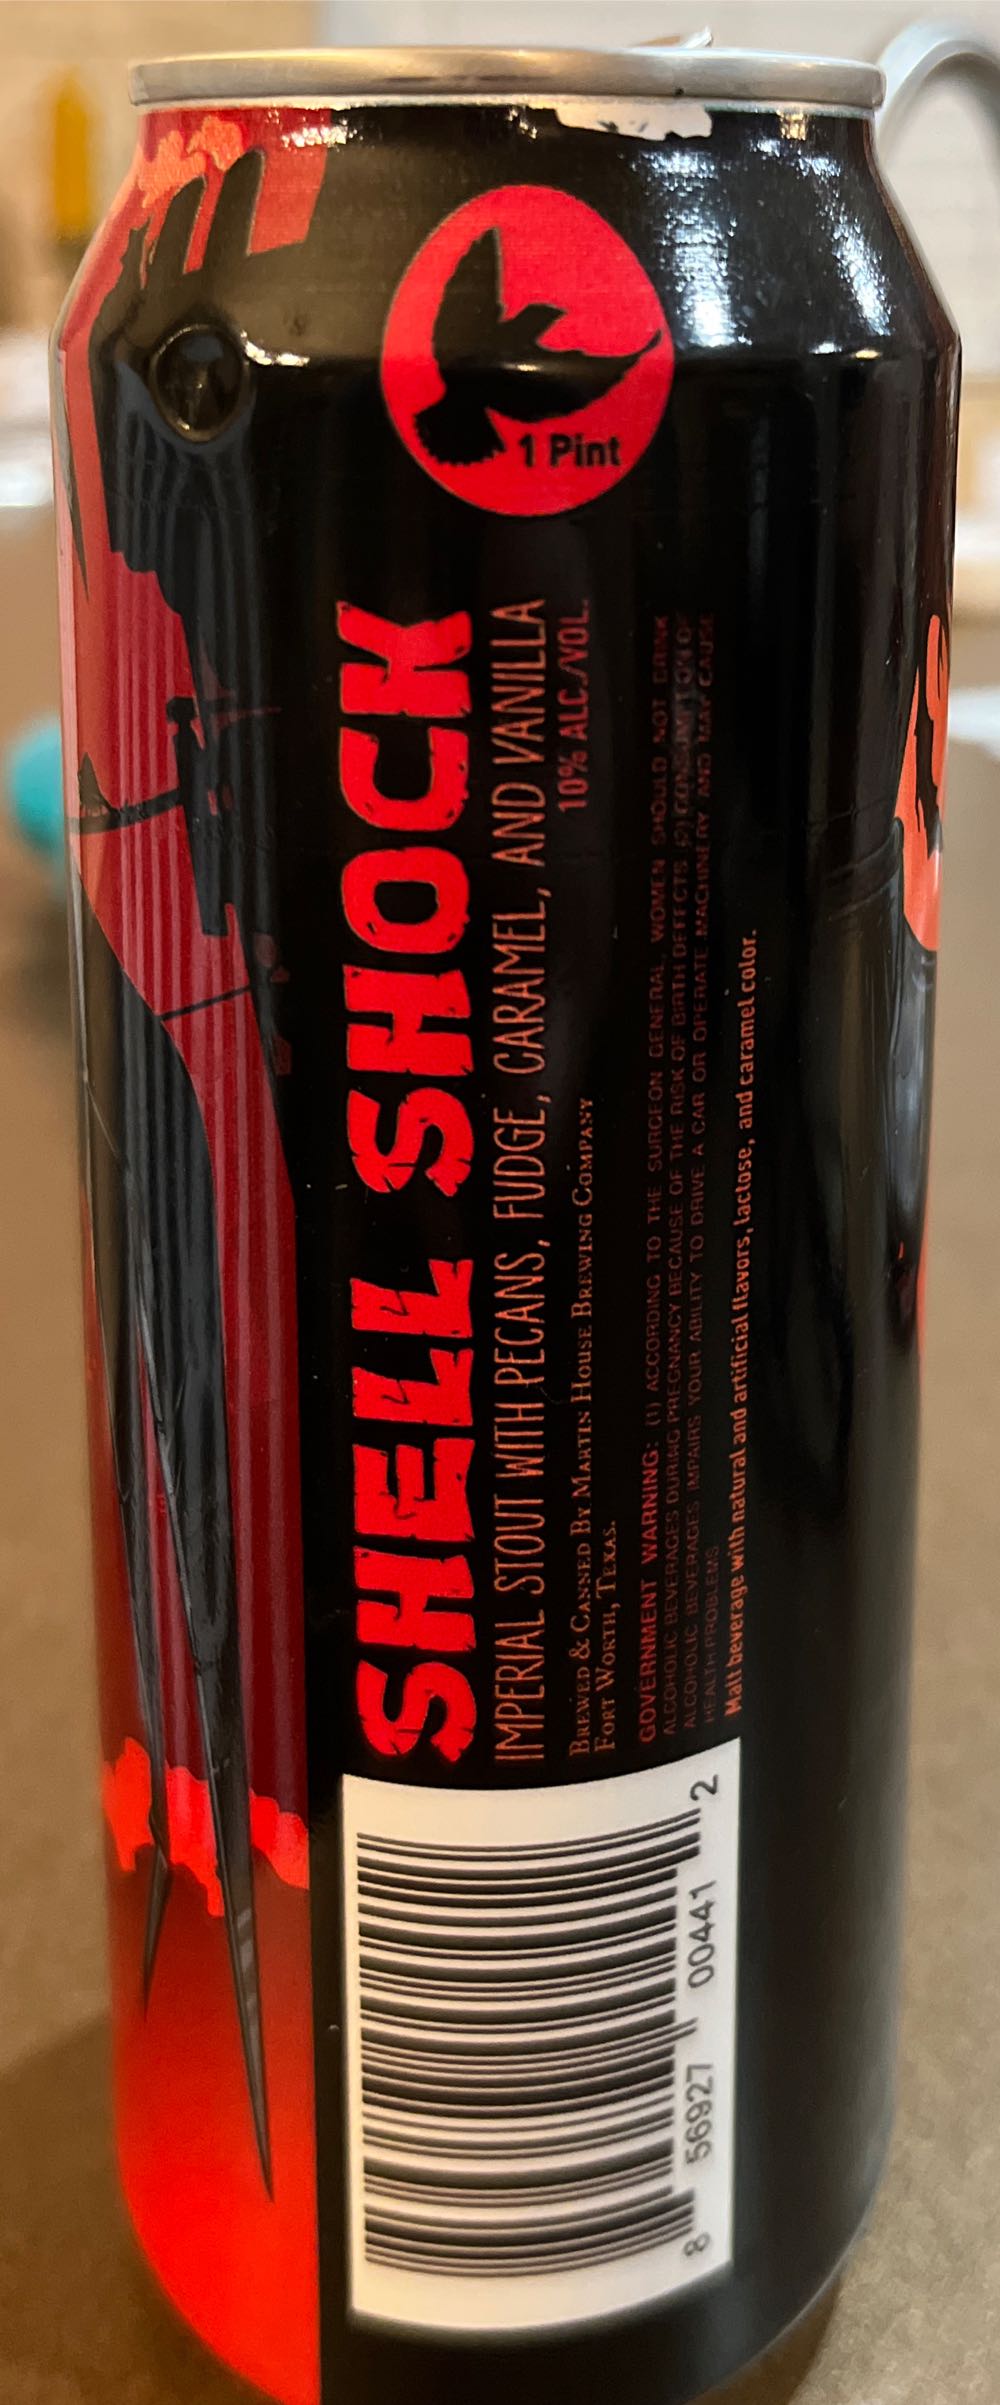 1 Pint
SHELL SHOCK
IMPERIAL STOUT WITH PECANS, FUDGE, CARAMEL, AND VANILLA
10% ALC./VOL.
BREWED & CANNED BY MARTIN HOUSE BREWING COMPANY
FORT WORTH, TEXAS.
GOVERNMENT WARNING: (1) ACCORDING TO THE SURGEON GENERAL, WOMEN SHOULD NOT DRINK
ALCOHOLIC BEVERAGES DURING PREGNANCY BECAUSE OF THE RISK OF BIRTH DEFECTS (2) CONSUMPTION OF
ALCOHOLIC BEVERAGES IMPAIRS YOUR ABILITY TO DRIVE A CAR OR OPERATE MACHINERY AND MAY CAUSE
HEALTH PROBLEMS
Malt beverage with natural and artificial flavors, lactose, and caramel color.
8 56927 00441 2